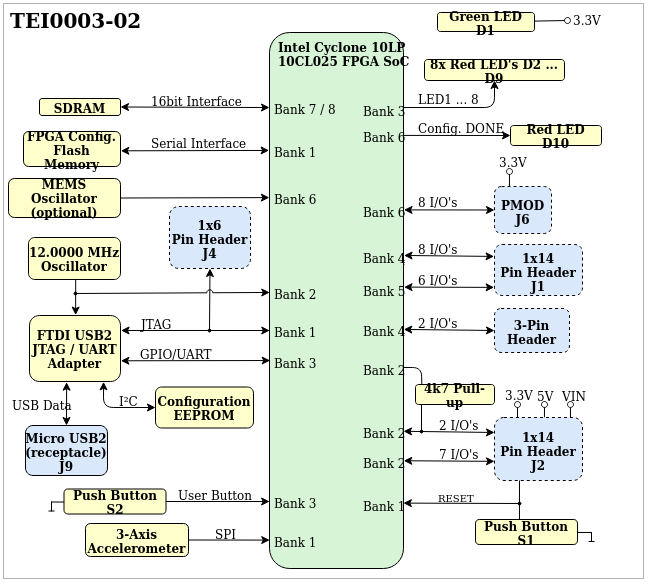 TEI0003-02
Intel Cyclone 10LP
10CL025 FPGA SoC
Green LED
D1
3.3V
8x Red LED's D2 ...
D9
SDRAM
16bit Interface
Bank 7 / 8
Bank 3
LED1 ... 8
FPGA Config.
Flash
Memory
Serial Interface
Bank 1
Bank 6
Config. DONE
Red LED
D10
MEMS
Oscillator
(optional)
Bank 6
1x6
Pin Header
J4
3.3V
Bank 6
8 I/O's
PMOD
J6
12.0000 MHz
Oscillator
Bank 4
8 I/O's
Bank 5
6 I/O's
1x14
Pin Header
J1
Bank 2
FTDI USB2
JTAG / UART
Adapter
JTAG
Bank 1
GPIO/UART
Bank 3
Bank 4
2 I/O's
3-Pin
Header
Bank 2
4k7 Pull-
up
USB Data
I²C
Configuration
EEPROM
3.3V
5V
VIN
Micro USB2
(receptacle)
J9
Bank 2
2 I/O's
Bank 2
7 I/O's
1x14
Pin Header
J2
Push Button
S2
User Button
Bank 3
Bank 1
RESET
3-Axis
Accelerometer
SPI
Bank 1
Push Button
S1